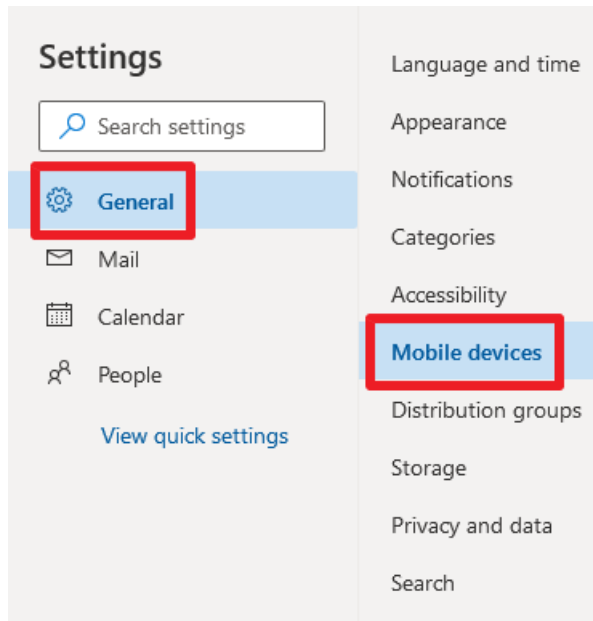 Settings
Search settings
General
Mail
Calendar
People
View quick settings
Language and time
Appearance
Notifications
Categories
Accessibility
Mobile devices
Distribution groups
Storage
Privacy and data
Search